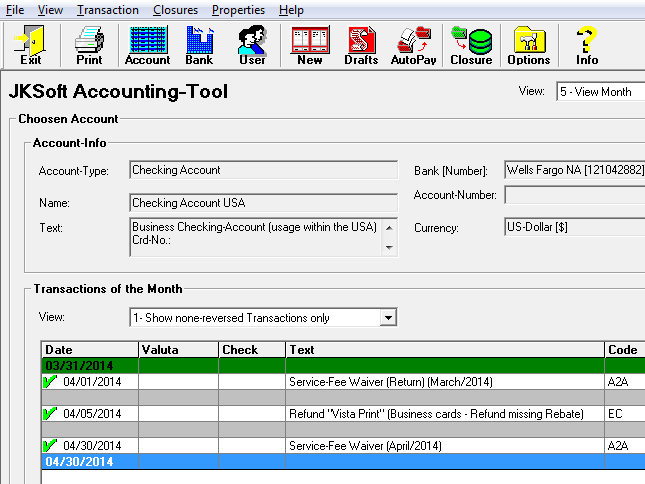 File View Transaction Closures Properties Help
Exit Print Account Bank User New Drafts AutoPay Closure Options Info
JKSoft Accounting-Tool
View: 5 - View Month
Choosen Account
Account-Info
Account-Type: Checking Account Bank [Number]: Wells Fargo NA [121042882]
Account-Number:
Name: Checking Account USA
Text: Business Checking-Account (usage within the USA) Currency: US-Dollar [$]
Crd-No.:
Transactions of the Month
View: 1- Show none-reversed Transactions only
Date Valuta Check Text Code
03/31/2014
04/01/2014 Service-Fee Waiver (Return) (March/2014) A2A
04/05/2014 Refund "Vista Print" (Business cards - Refund missing Rebate) EC
04/30/2014 Service-Fee Waiver (April/2014) A2A
04/30/2014